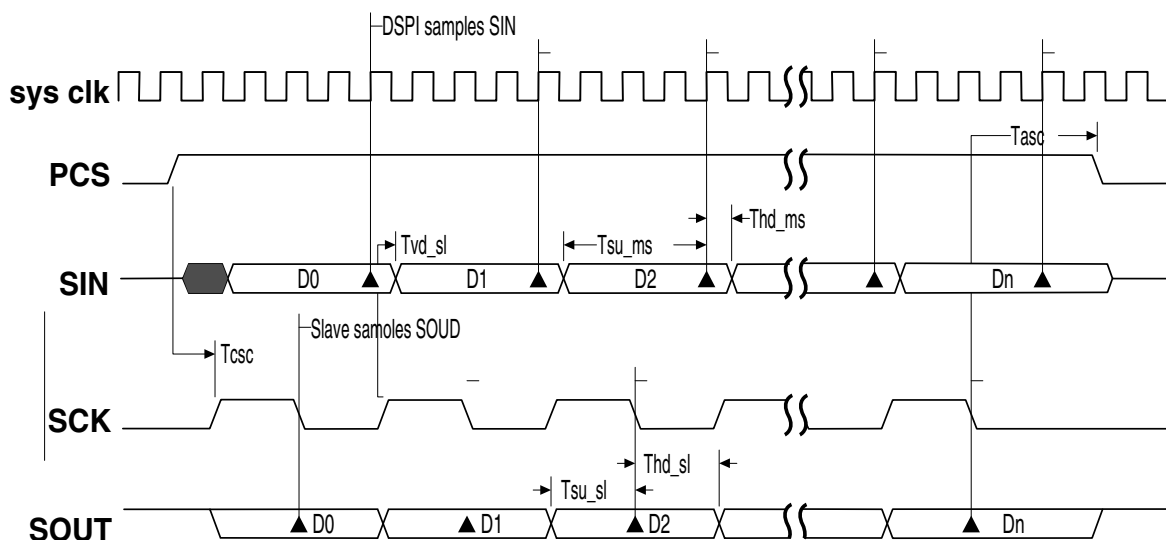 DSPI samples SIN
sys clk
Tasc
PCS
Thd_ms
Tvd_sl
Tsu_ms
SIN
D0
D1
D2
Dn
Slave samoles SOUD
Tcsc
SCK
Thd_sl
Tsu_sl
SOUT
D0
D1
D2
Dn